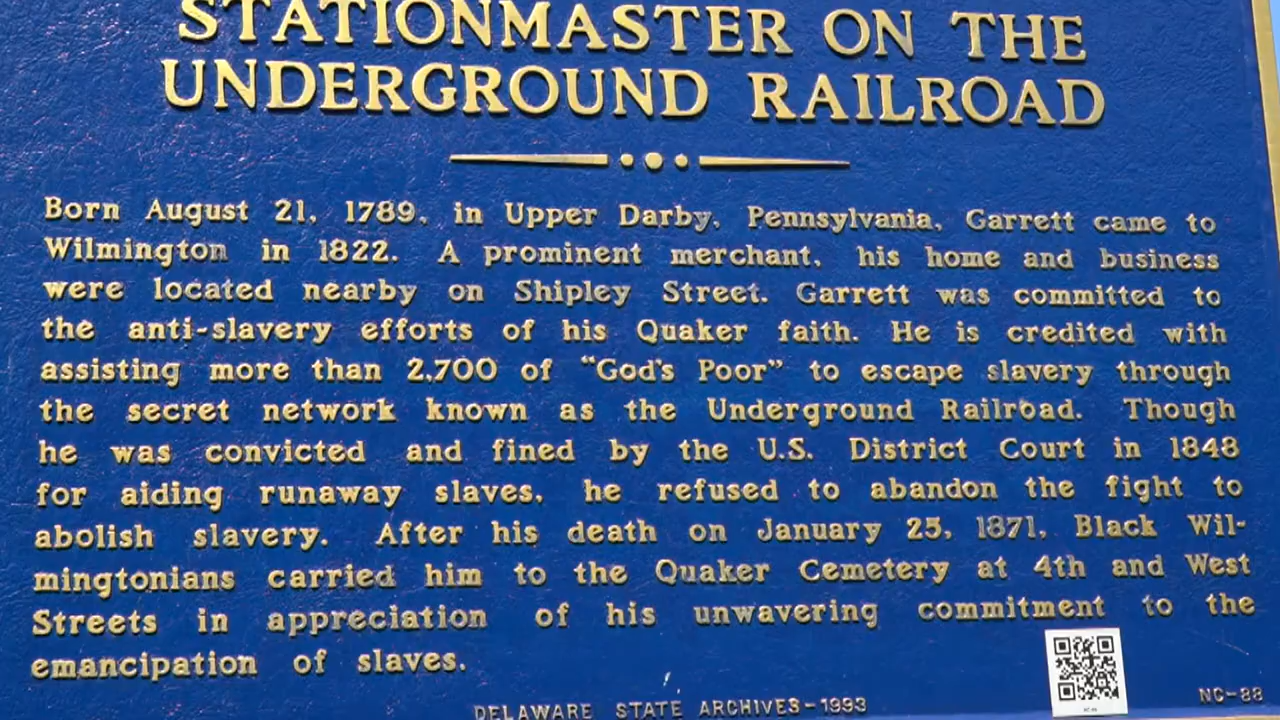 STATIONMASTER ON THE
UNDERGROUND RAILROAD
Born August 21, 1789, in Upper Darby, Pennsylvania, Garrett came to
Wilmington in 1822. A prominent merchant, his home and business
were located nearby on Shipley Street. Garrett was committed to
the anti-slavery efforts of his Quaker faith. He is credited with
assisting more than 2,700 of "God's Poor" to escape slavery through
the secret network known as the Underground Railroad. Though
he was convicted and fined by the U.S. District Court in 1848
for aiding runaway slaves, he refused to abandon the fight to
abolish slavery. After his death on January 25, 1871, Black Wil-
mingtonians carried him to the Quaker Cemetery at 4th and West
Streets in appreciation of his unwavering commitment to the
emancipation of slaves.
DELAWARE STATE ARCHIVES-1993
NC-88